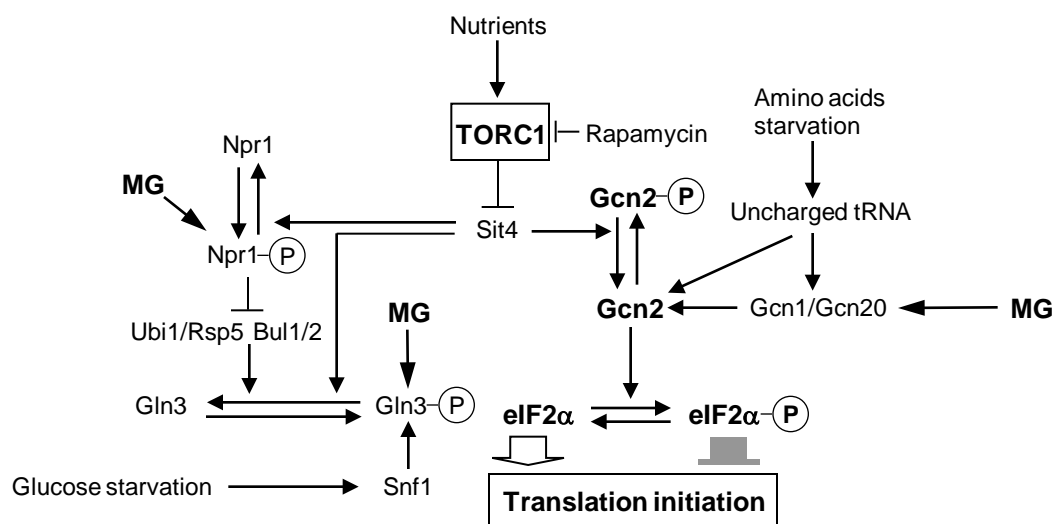 Nutrients
Amino acids
starvation
TORC1
Rapamycin
Npr1
MG
Gcn2 P
Uncharged tRNA
Sit4
Npr1 P
Ubi1/Rsp5 Bul1/2
MG
Gcn2
Gcn1/Gcn20
MG
Gln3
Gln3 P
eIF2α
eIF2α P
Glucose starvation
Snf1
Translation initiation